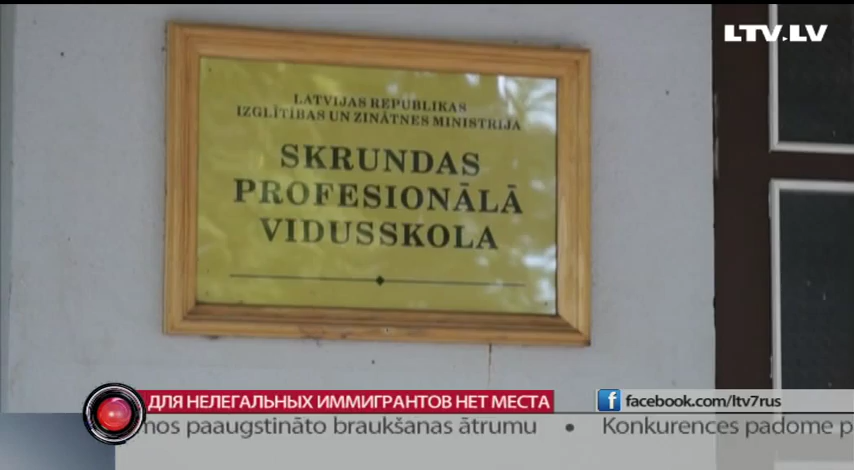 LTV.LV
LATVIJAS REPUBLIKAS
IZGLĪTĪBAS UN ZINĀTNES MINISTRIJA
SKRUNDAS
PROFESIONĀLĀ
VIDUSSKOLA
ДЛЯ НЕЛЕГАЛЬНЫХ ИММИГРАНТОВ НЕТ МЕСТА
f facebook.com/ltv7rus
paaugstināto braukšanas ātrumu • Konkurences padome